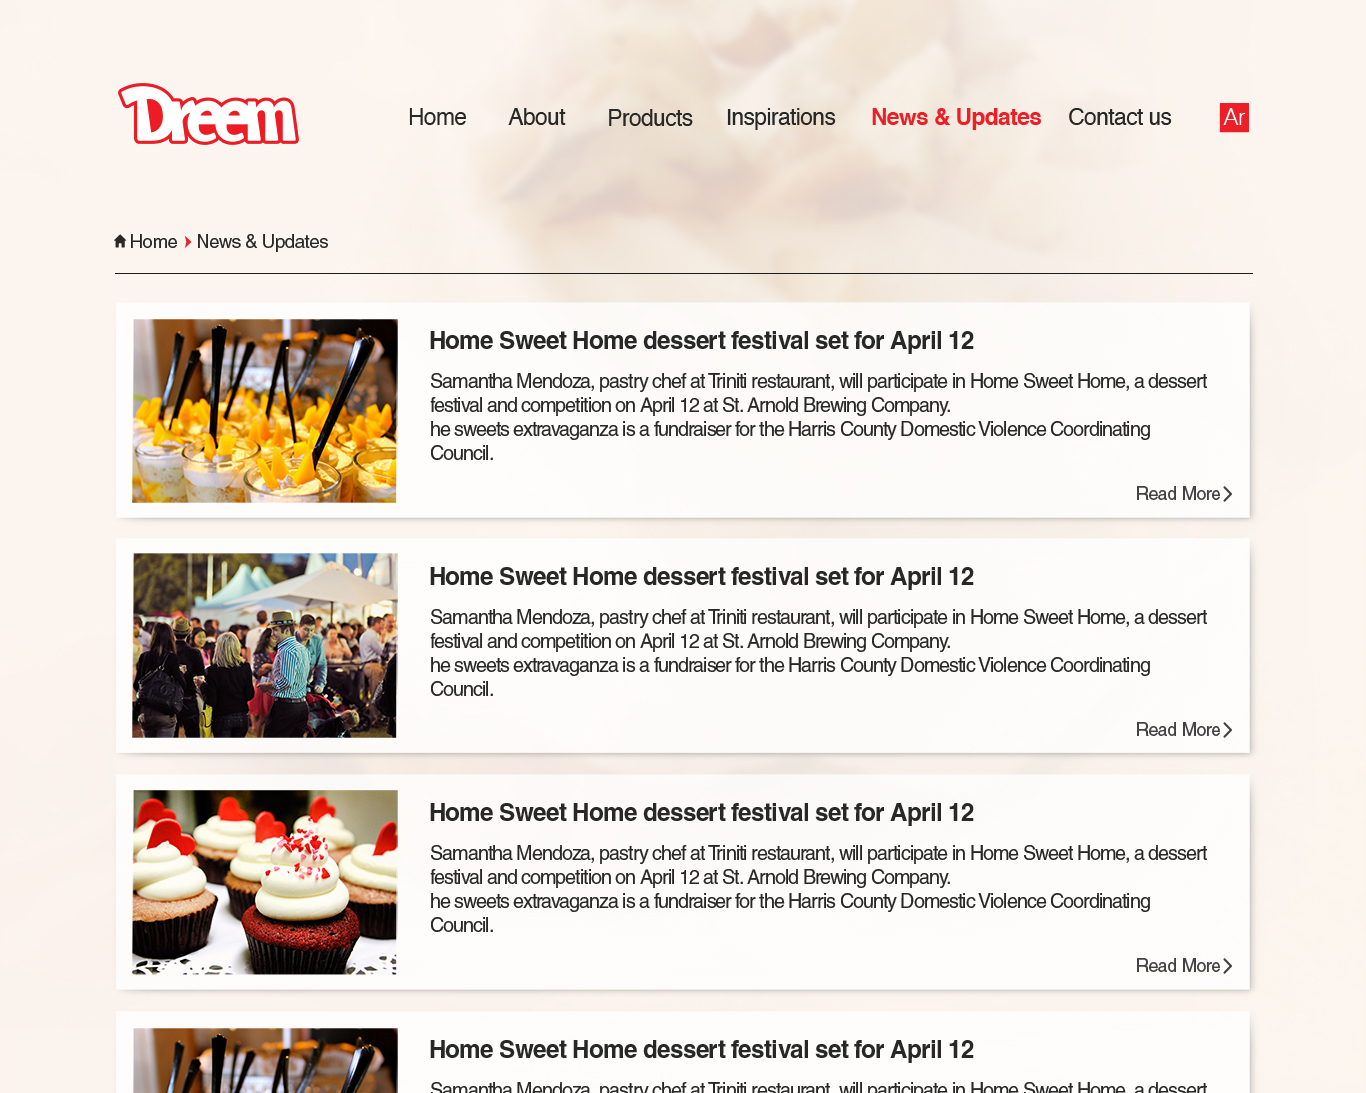 Dreem
Home About Products Inspirations News & Updates Contact us Ar
Home News & Updates
Home Sweet Home dessert festival set for April 12
Samantha Mendoza, pastry chef at Triniti restaurant, will participate in Home Sweet Home, a dessert
festival and competition on April 12 at St. Arnold Brewing Company.
he sweets extravaganza is a fundraiser for the Harris County Domestic Violence Coordinating
Council.
Read More
Home Sweet Home dessert festival set for April 12
Samantha Mendoza, pastry chef at Triniti restaurant, will participate in Home Sweet Home, a dessert
festival and competition on April 12 at St. Arnold Brewing Company.
he sweets extravaganza is a fundraiser for the Harris County Domestic Violence Coordinating
Council.
Read More
Home Sweet Home dessert festival set for April 12
Samantha Mendoza, pastry chef at Triniti restaurant, will participate in Home Sweet Home, a dessert
festival and competition on April 12 at St. Arnold Brewing Company.
he sweets extravaganza is a fundraiser for the Harris County Domestic Violence Coordinating
Council.
Read More
Home Sweet Home dessert festival set for April 12
Samantha Mendoza, pastry chef at Triniti restaurant, will participate in Home Sweet Home, a dessert